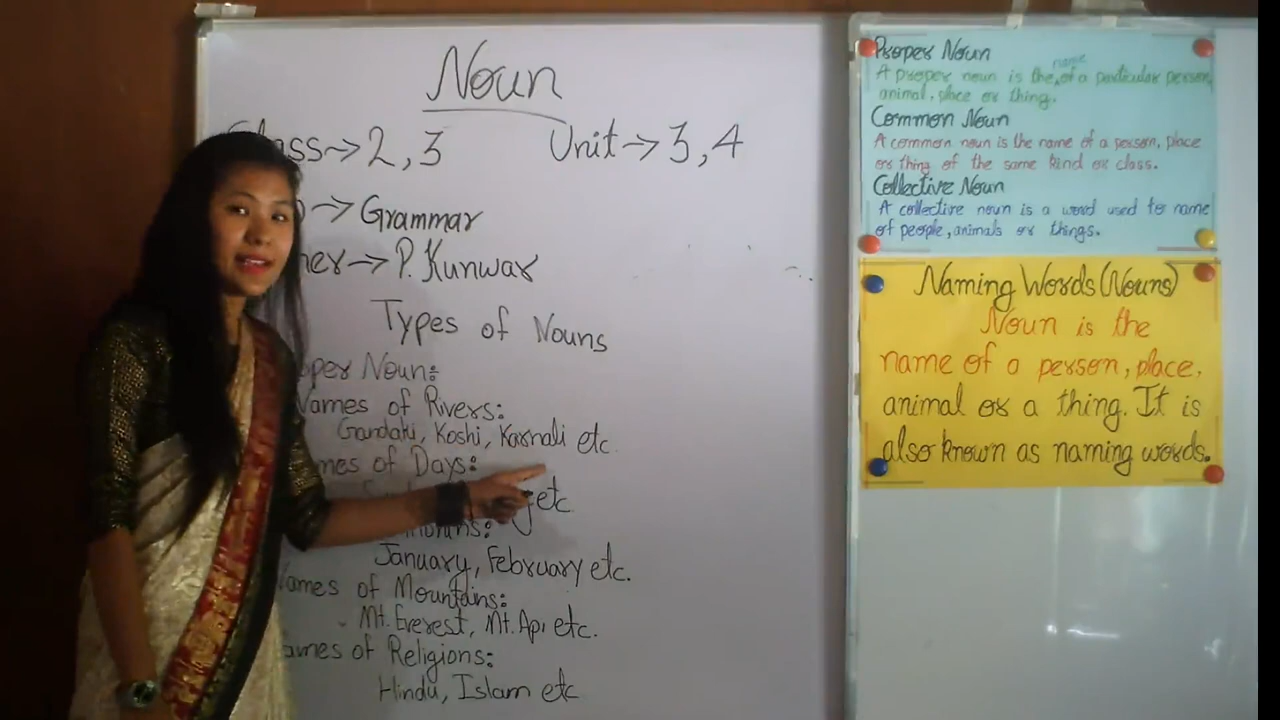 Noun
ss→2,3 Unit→3,4
→Grammar
her→P. Kunwar
Types of Nouns
oper Noun:
Names of Rivers:
Gandaki, Koshi, Karnali etc.
mes of Days:
etc.
January, February etc.
Names of Mountains:
Mt. Everest, Mt. Api etc.
ames of Religions:
Hindu, Islam etc
Proper Noun
A proper noun is the name of a particular person,
animal, place or thing.
Common Noun
A common noun is the name of a person, place
or thing of the same kind or class.
Collective Noun
A collective noun is a word used to name
of people, animals or things.
Naming Words (Nouns)
Noun is the
name of a person, place,
animal or a thing. It is
also known as naming words.